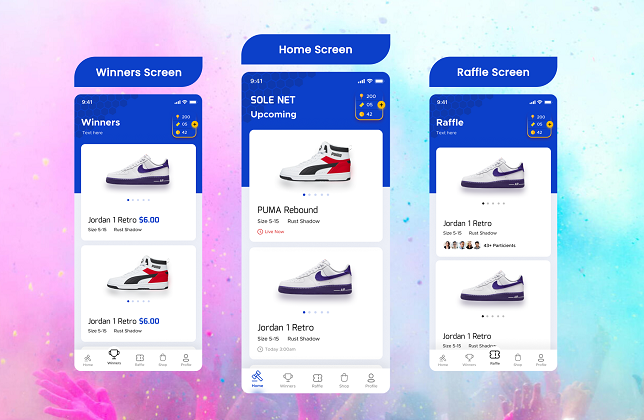 Winners Screen
9:41
Winners
Text here
200
05
42
Jordan 1 Retro $6.00
Size 5-15 Rust Shadow
Jordan 1 Retro $6.00
Size 5-15 Rust Shadow
Home
Winners
Raffle
Shop
Profile
Home Screen
9:41
SOLE NET
Upcoming
200
05
42
PUMA Rebound
Size 5-15 Rust Shadow
Live Now
Jordan 1 Retro
Size 5-15 Rust Shadow
Today 3:00am
Home
Winners
Raffle
Shop
Profile
Raffle Screen
9:41
Raffle
Text here
200
05
42
Jordan 1 Retro
Size 5-15 Rust Shadow
43+ Particients
Jordan 1 Retro
Size 5-15 Rust Shadow
Home
Winners
Raffle
Shop
Profile